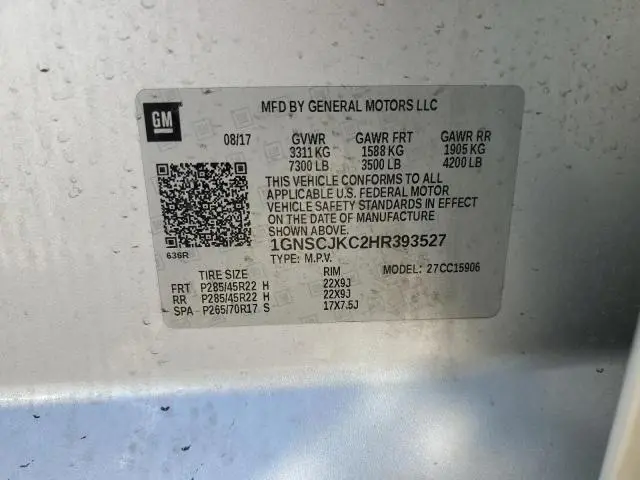 GM
MFD BY GENERAL MOTORS LLC
08/17 GVWR GAWR FRT GAWR RR
3311 KG 1588 KG 1905 KG
7300 LB 3500 LB 4200 LB
THIS VEHICLE CONFORMS TO ALL
APPLICABLE U.S. FEDERAL MOTOR
VEHICLE SAFETY STANDARDS IN EFFECT
ON THE DATE OF MANUFACTURE
SHOWN ABOVE.
636R
1GNSCJKC2HR393527
TYPE: M.P.V. MODEL: 27CC15906
TIRE SIZE RIM
FRT P285/45R22 H 22X9J
RR P285/45R22 H 22X9J
SPA P265/70R17 S 17X7.5J